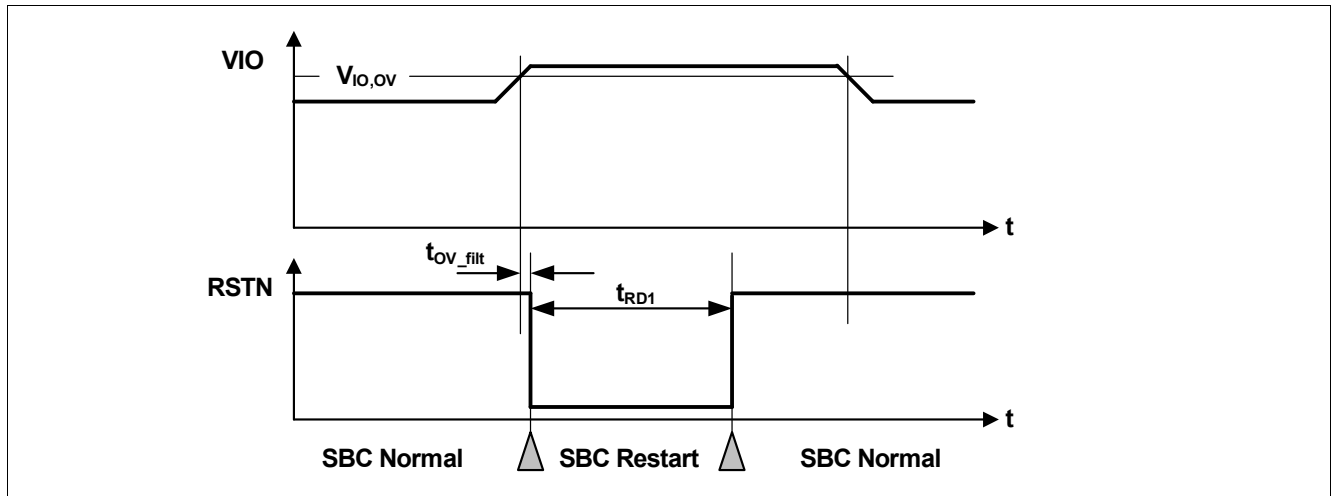 VIO
V_IO,OV
t
t_OV_filt
RSTN
t_RD1
t
SBC Normal SBC Restart SBC Normal